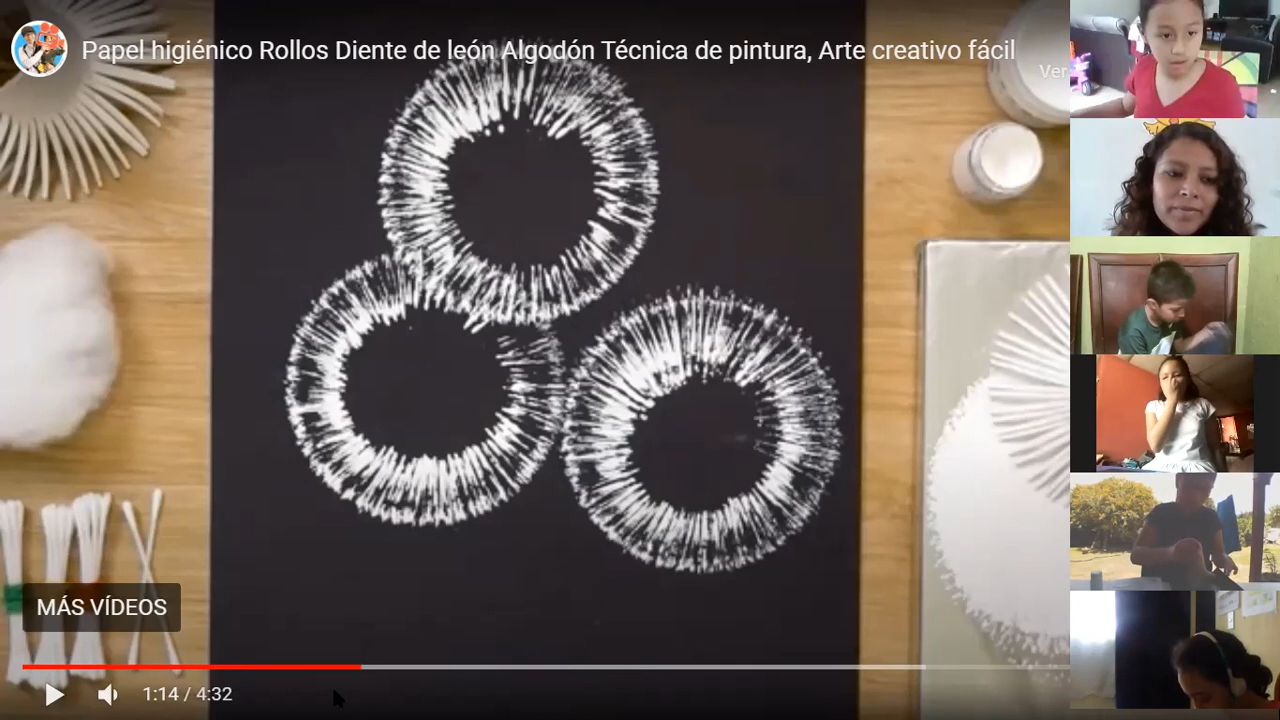 Papel higiénico Rollos Diente de león Algodón Técnica de pintura, Arte creativo fácil
Ver
MÁS VÍDEOS
1:14 / 4:32